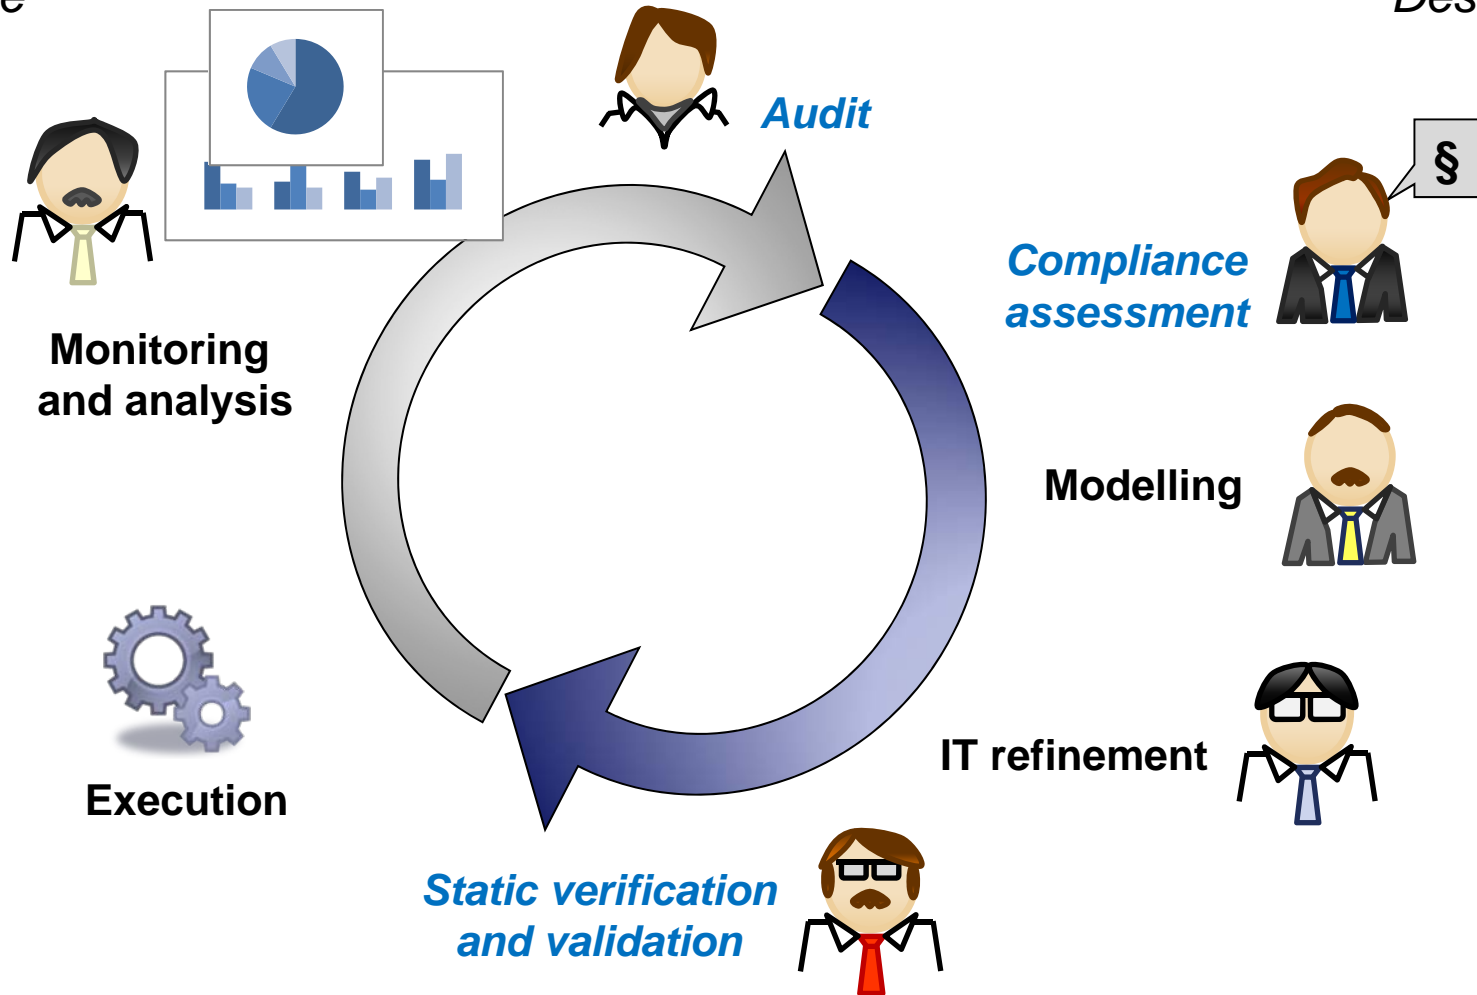 Audit
§
Compliance
assessment
Monitoring
and analysis
Modelling
IT refinement
Execution
Static verification
and validation